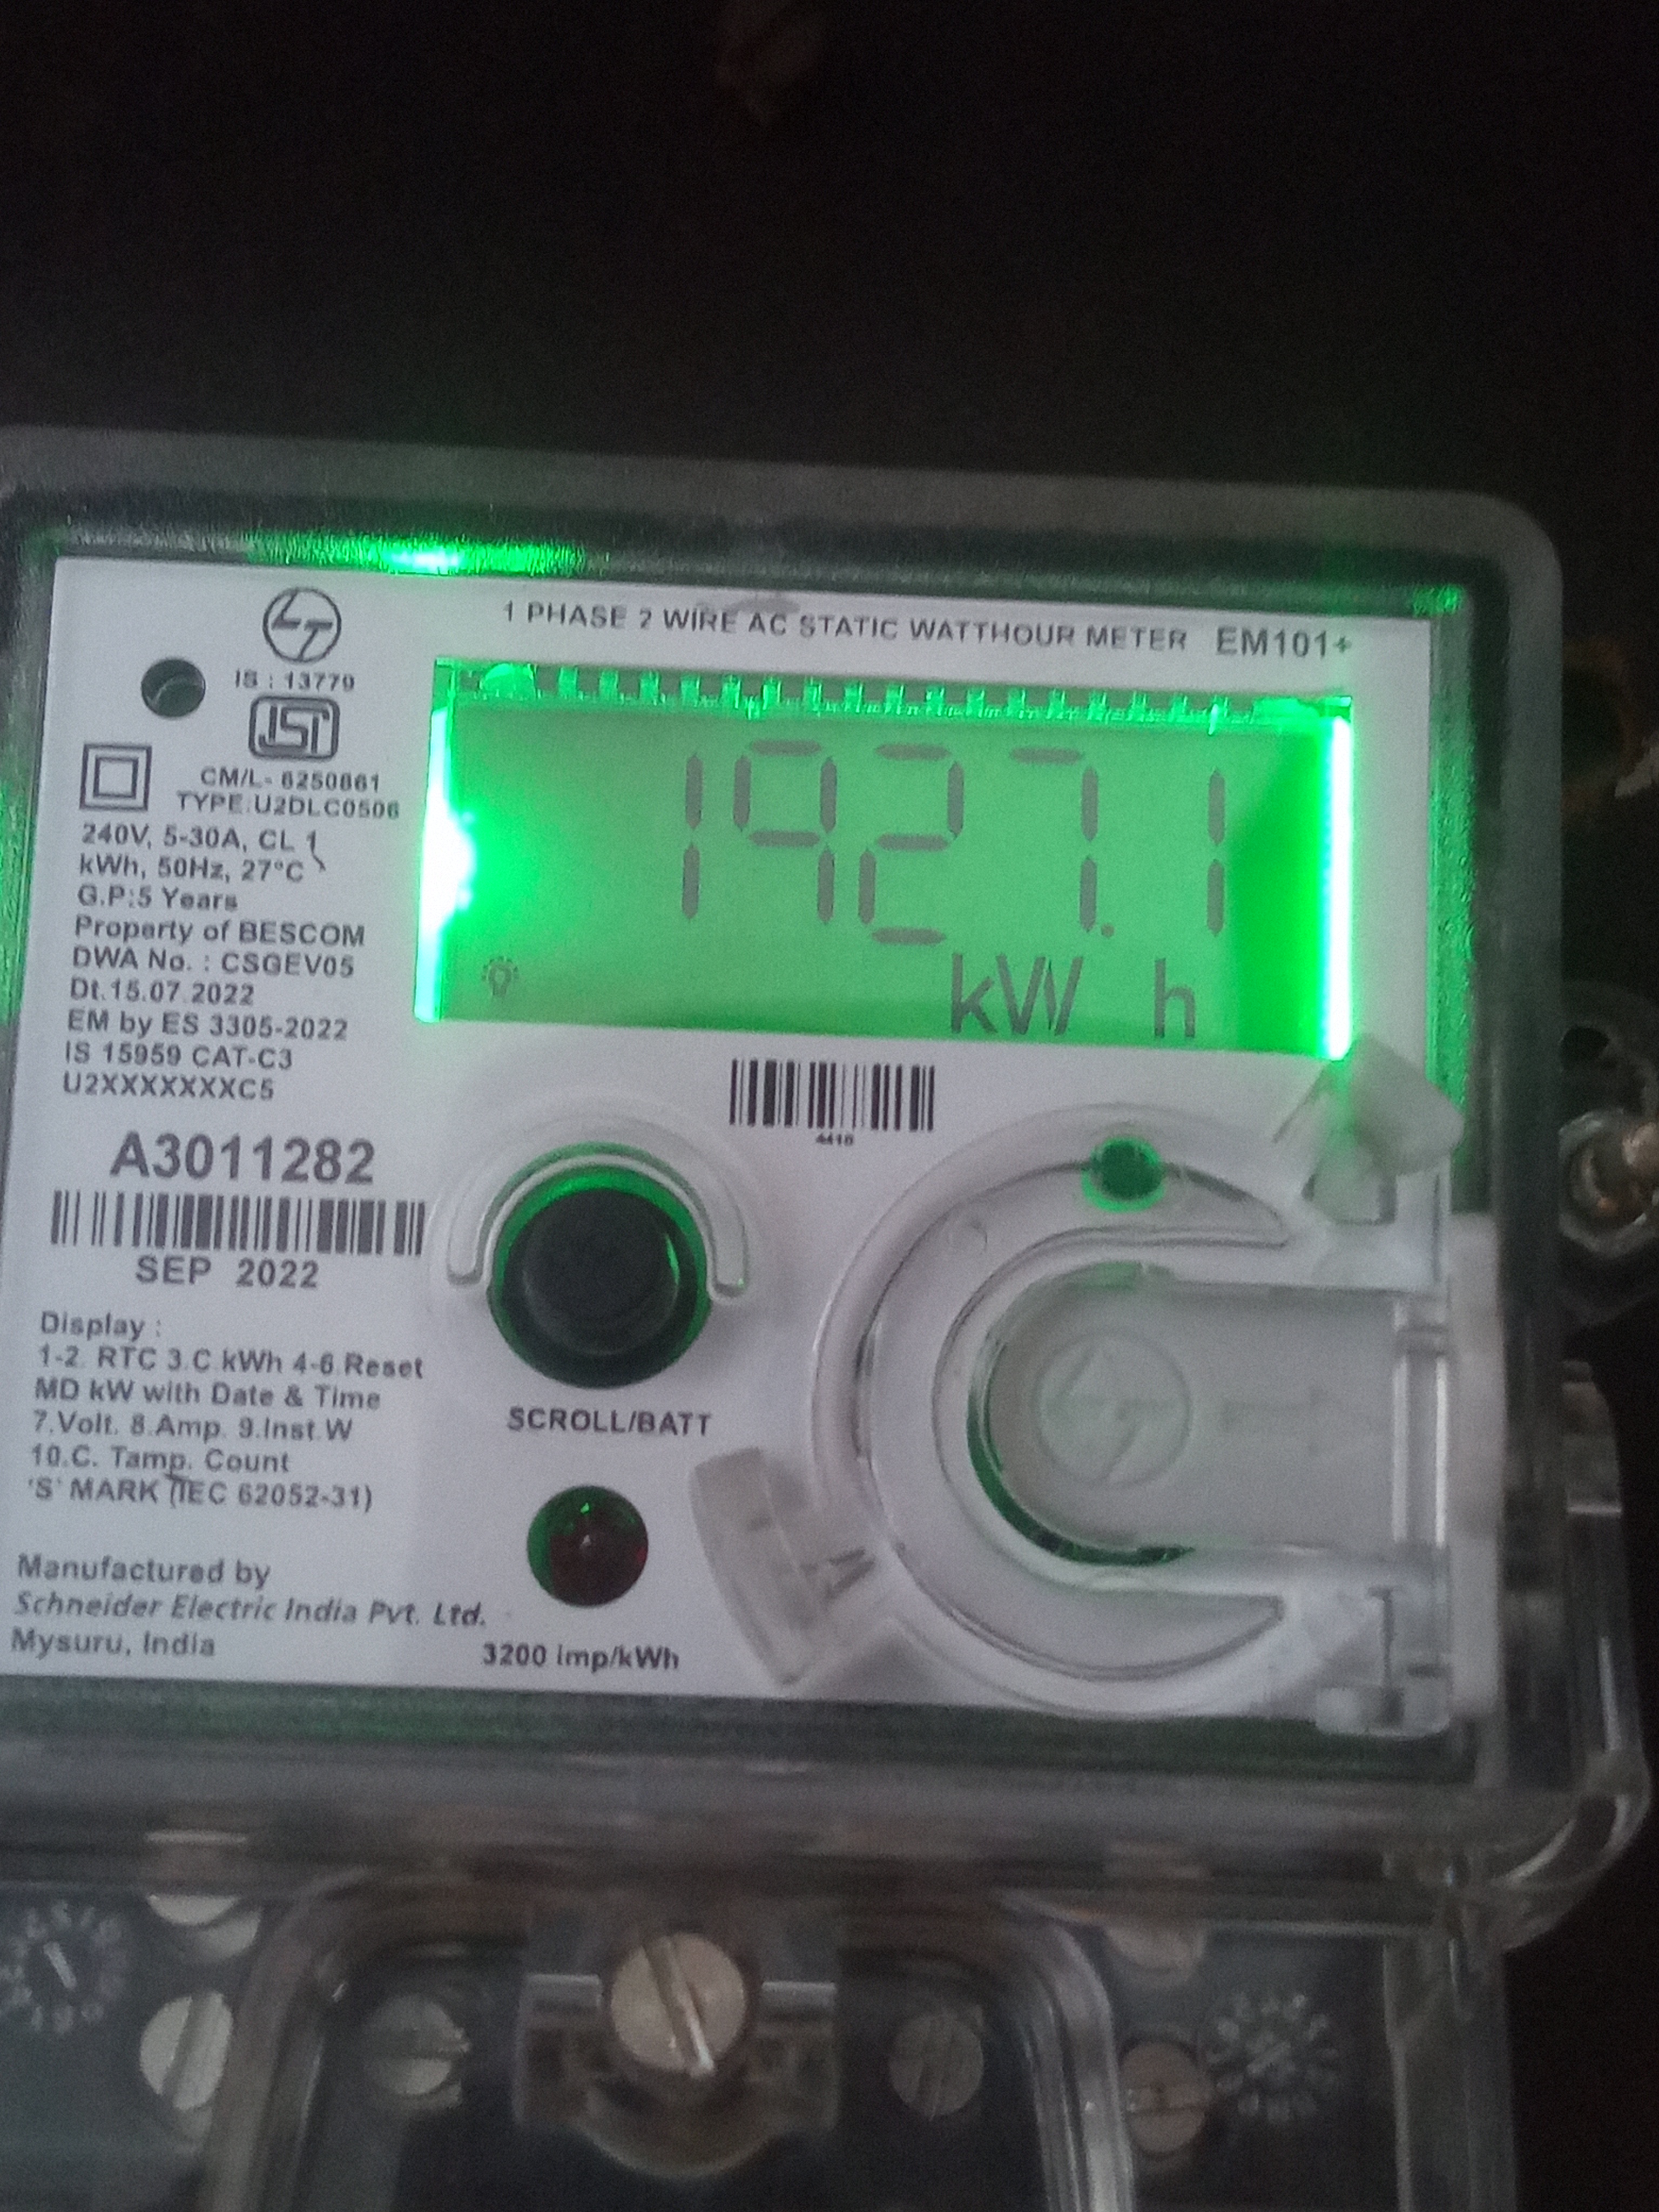 LT
1 PHASE 2 WIRE AC STATIC WATTHOUR METER EM101+
IS : 13779
ISI
CM/L- 6250861
TYPE:U2DLC0506
240V, 5-30A, CL 1
kWh, 50Hz, 27°C
G.P:5 Years
Property of BESCOM
DWA No. : CSGEV05
Dt.15.07.2022
EM by ES 3305-2022
IS 15959 CAT-C3
U2XXXXXXXC5
1927.1
kW h
4410
A3011282
SEP 2022
Display :
1-2. RTC 3.C.kWh 4-6.Reset
MD kW with Date & Time
7.Volt. 8.Amp. 9.Inst.W
10.C. Tamp. Count
'S' MARK (IEC 62052-31)
SCROLL/BATT
Manufactured by
Schneider Electric India Pvt. Ltd.
Mysuru, India
3200 imp/kWh